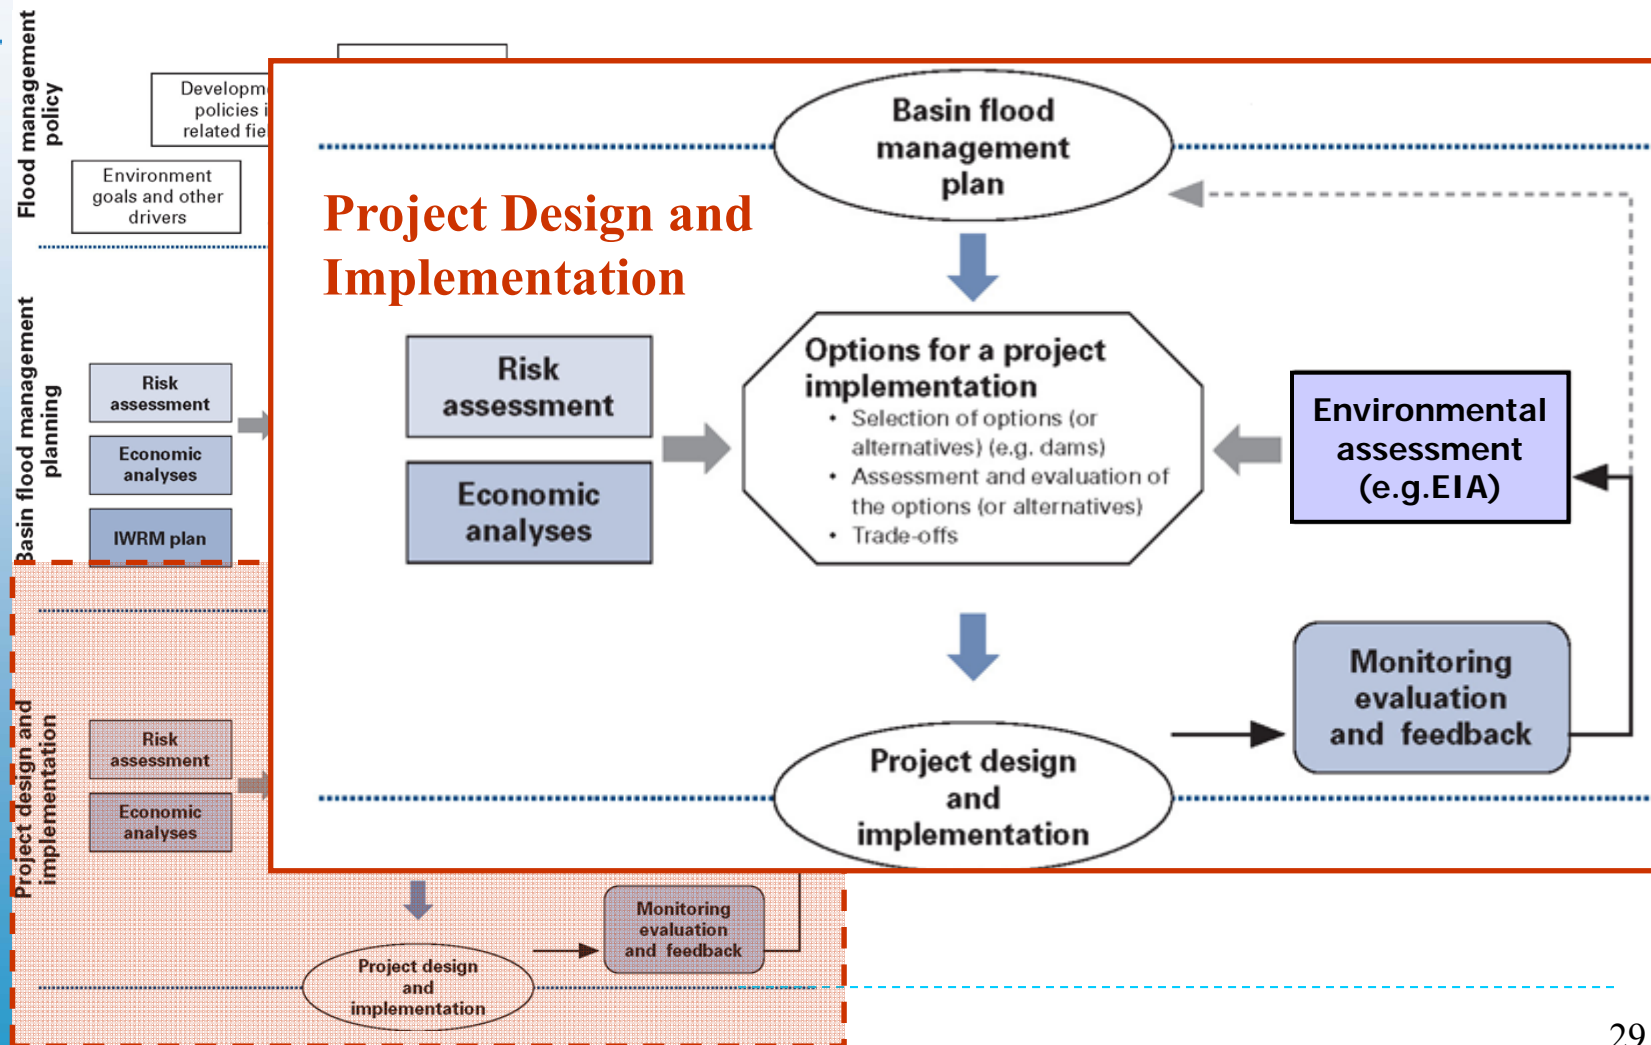 Flood management
policy
Developm
policies i
related fie
Environment
goals and other
drivers
Basin flood management
planning
Risk
assessment
Economic
analyses
IWRM plan
Project design and
implementation
Risk
assessment
Economic
analyses
Project Design and
Implementation
Basin flood
management
plan
Risk
assessment
Economic
analyses
Options for a project
implementation
• Selection of options (or
alternatives) (e.g. dams)
• Assessment and evaluation of
the options (or alternatives)
• Trade-offs
Environmental
assessment
(e.g.EIA)
Monitoring
evaluation
and feedback
Project design
and
implementation
Monitoring
evaluation
and feedback
Project design
and
implementation
29